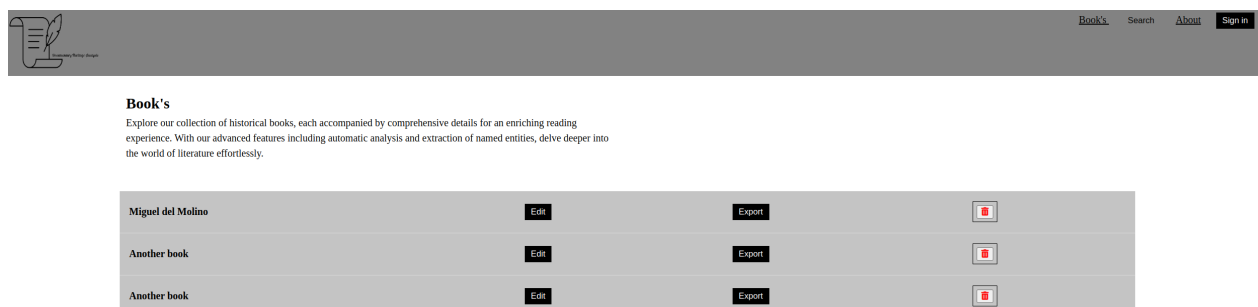 Book's Search About Sign in
Book's
Explore our collection of historical books, each accompanied by comprehensive details for an enriching reading
experience. With our advanced features including automatic analysis and extraction of named entities, delve deeper into
the world of literature effortlessly.
Miguel del Molino Edit Export
Another book Edit Export
Another book Edit Export